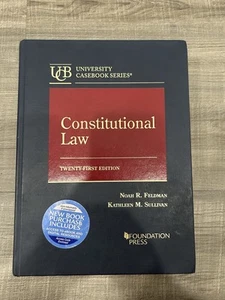 UCB
UNIVERSITY
CASEBOOK SERIES®
Constitutional
Law
TWENTY-FIRST EDITION
NOAH R. FELDMAN
KATHLEEN M. SULLIVAN
NEW BOOK
PURCHASE
INCLUDES
FOUNDATION
PRESS